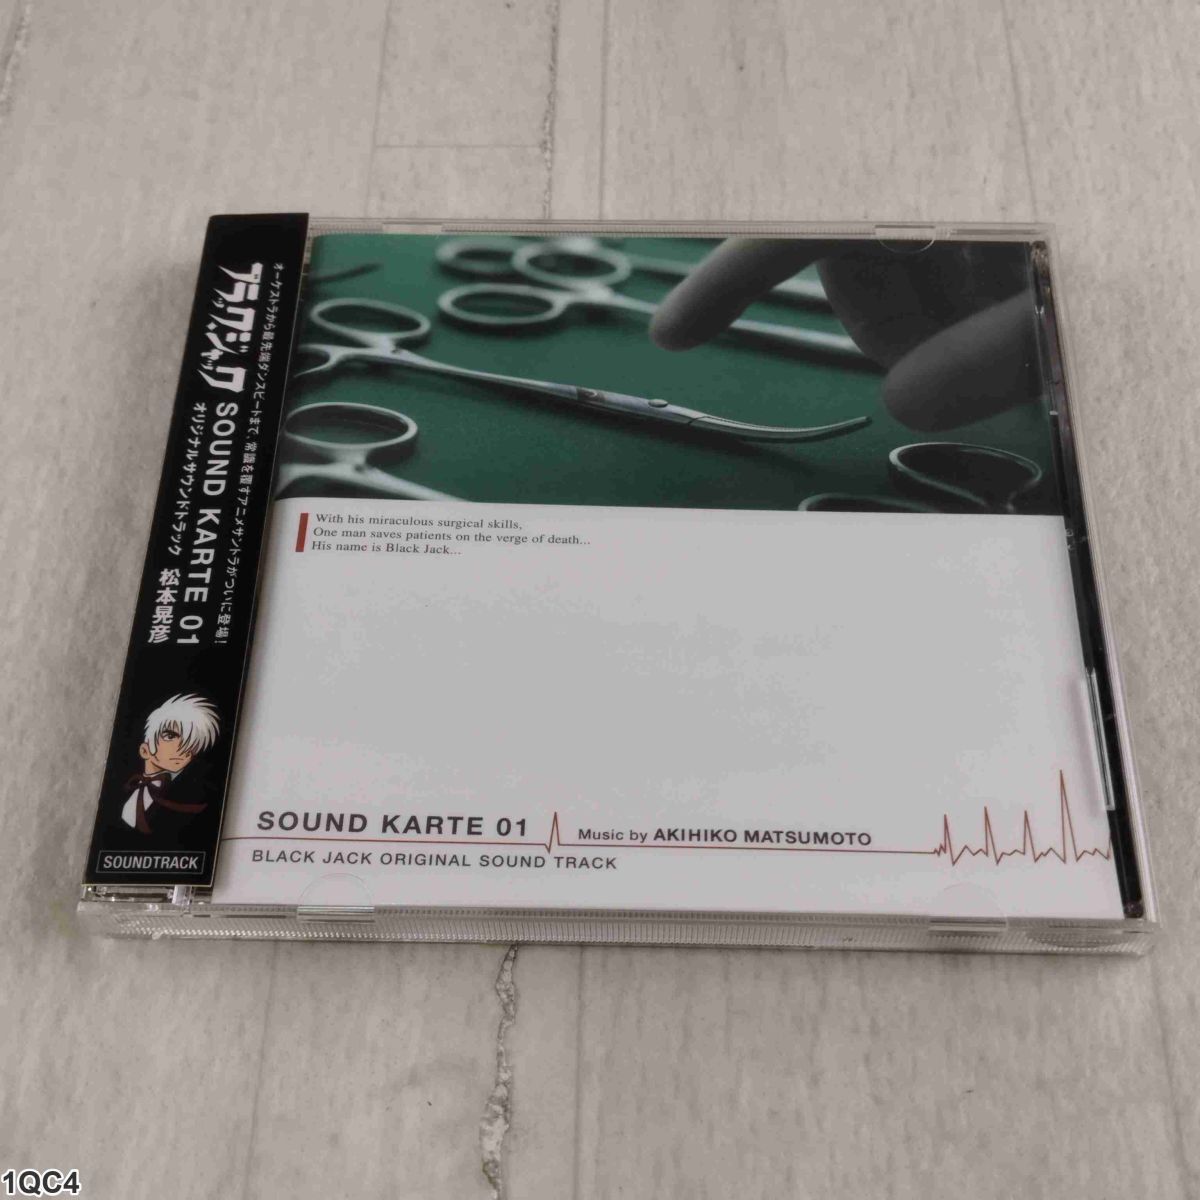 オーケストラから最先端ダンスビートまで、常識を覆すアニメサントラがついに登場!
ブラック・ジャック SOUND KARTE 01
オリジナルサウンドトラック 松本晃彦
SOUNDTRACK
With his miraculous surgical skills,
One man saves patients on the verge of death...
His name is Black Jack...
SOUND KARTE 01
Music by AKIHIKO MATSUMOTO
BLACK JACK ORIGINAL SOUND TRACK
1QC4